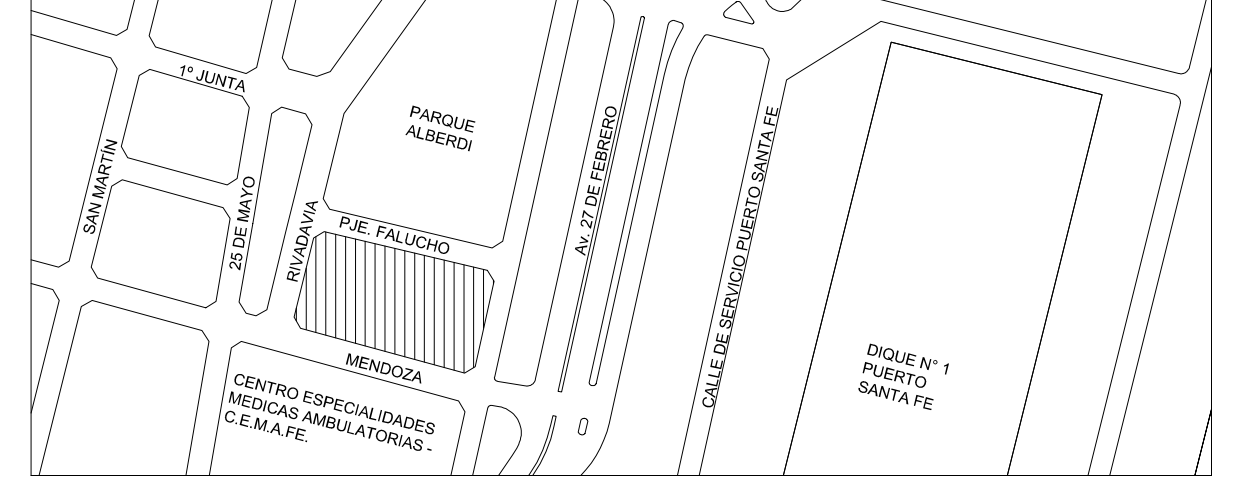 1º JUNTA
PARQUE
ALBERDI
SAN MARTÍN
25 DE MAYO
RIVADAVIA
PJE. FALUCHO
Av. 27 DE FEBRERO
CALLE DE SERVICIO PUERTO SANTA FE
MENDOZA
DIQUE N° 1
PUERTO
SANTA FE
CENTRO ESPECIALIDADES
MEDICAS AMBULATORIAS -
C.E.M.A.FE.